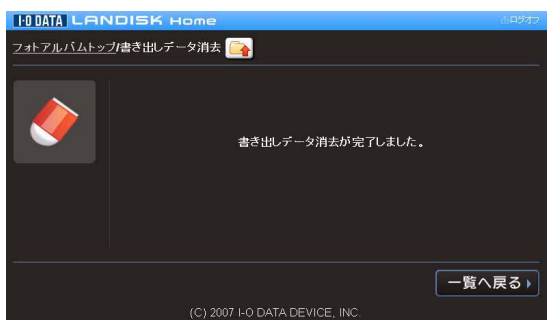 I·O DATA LANDISK Home
ログオフ
フォトアルバムトップ/書き出しデータ消去
書き出しデータ消去が完了しました。
一覧へ戻る
(C) 2007 I-O DATA DEVICE, INC.